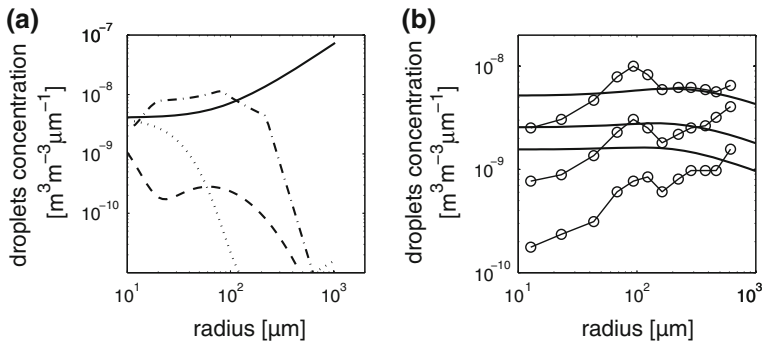 (a)
droplets concentration
[m³m⁻³μm⁻¹]
10⁻⁷
10⁻⁸
10⁻⁹
10⁻¹⁰
10¹
10²
10³
radius [μm]
(b)
droplets concentration
[m³m⁻³μm⁻¹]
10⁻⁸
10⁻⁹
10⁻¹⁰
10¹
10²
10³
radius [μm]